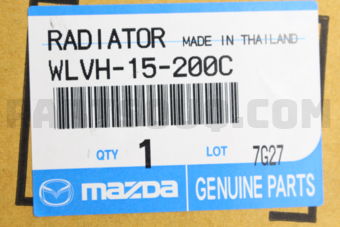 RADIATOR MADE IN THAILAND
WLVH-15-200C
QTY 1 LOT 7G27
mazda GENUINE PARTS